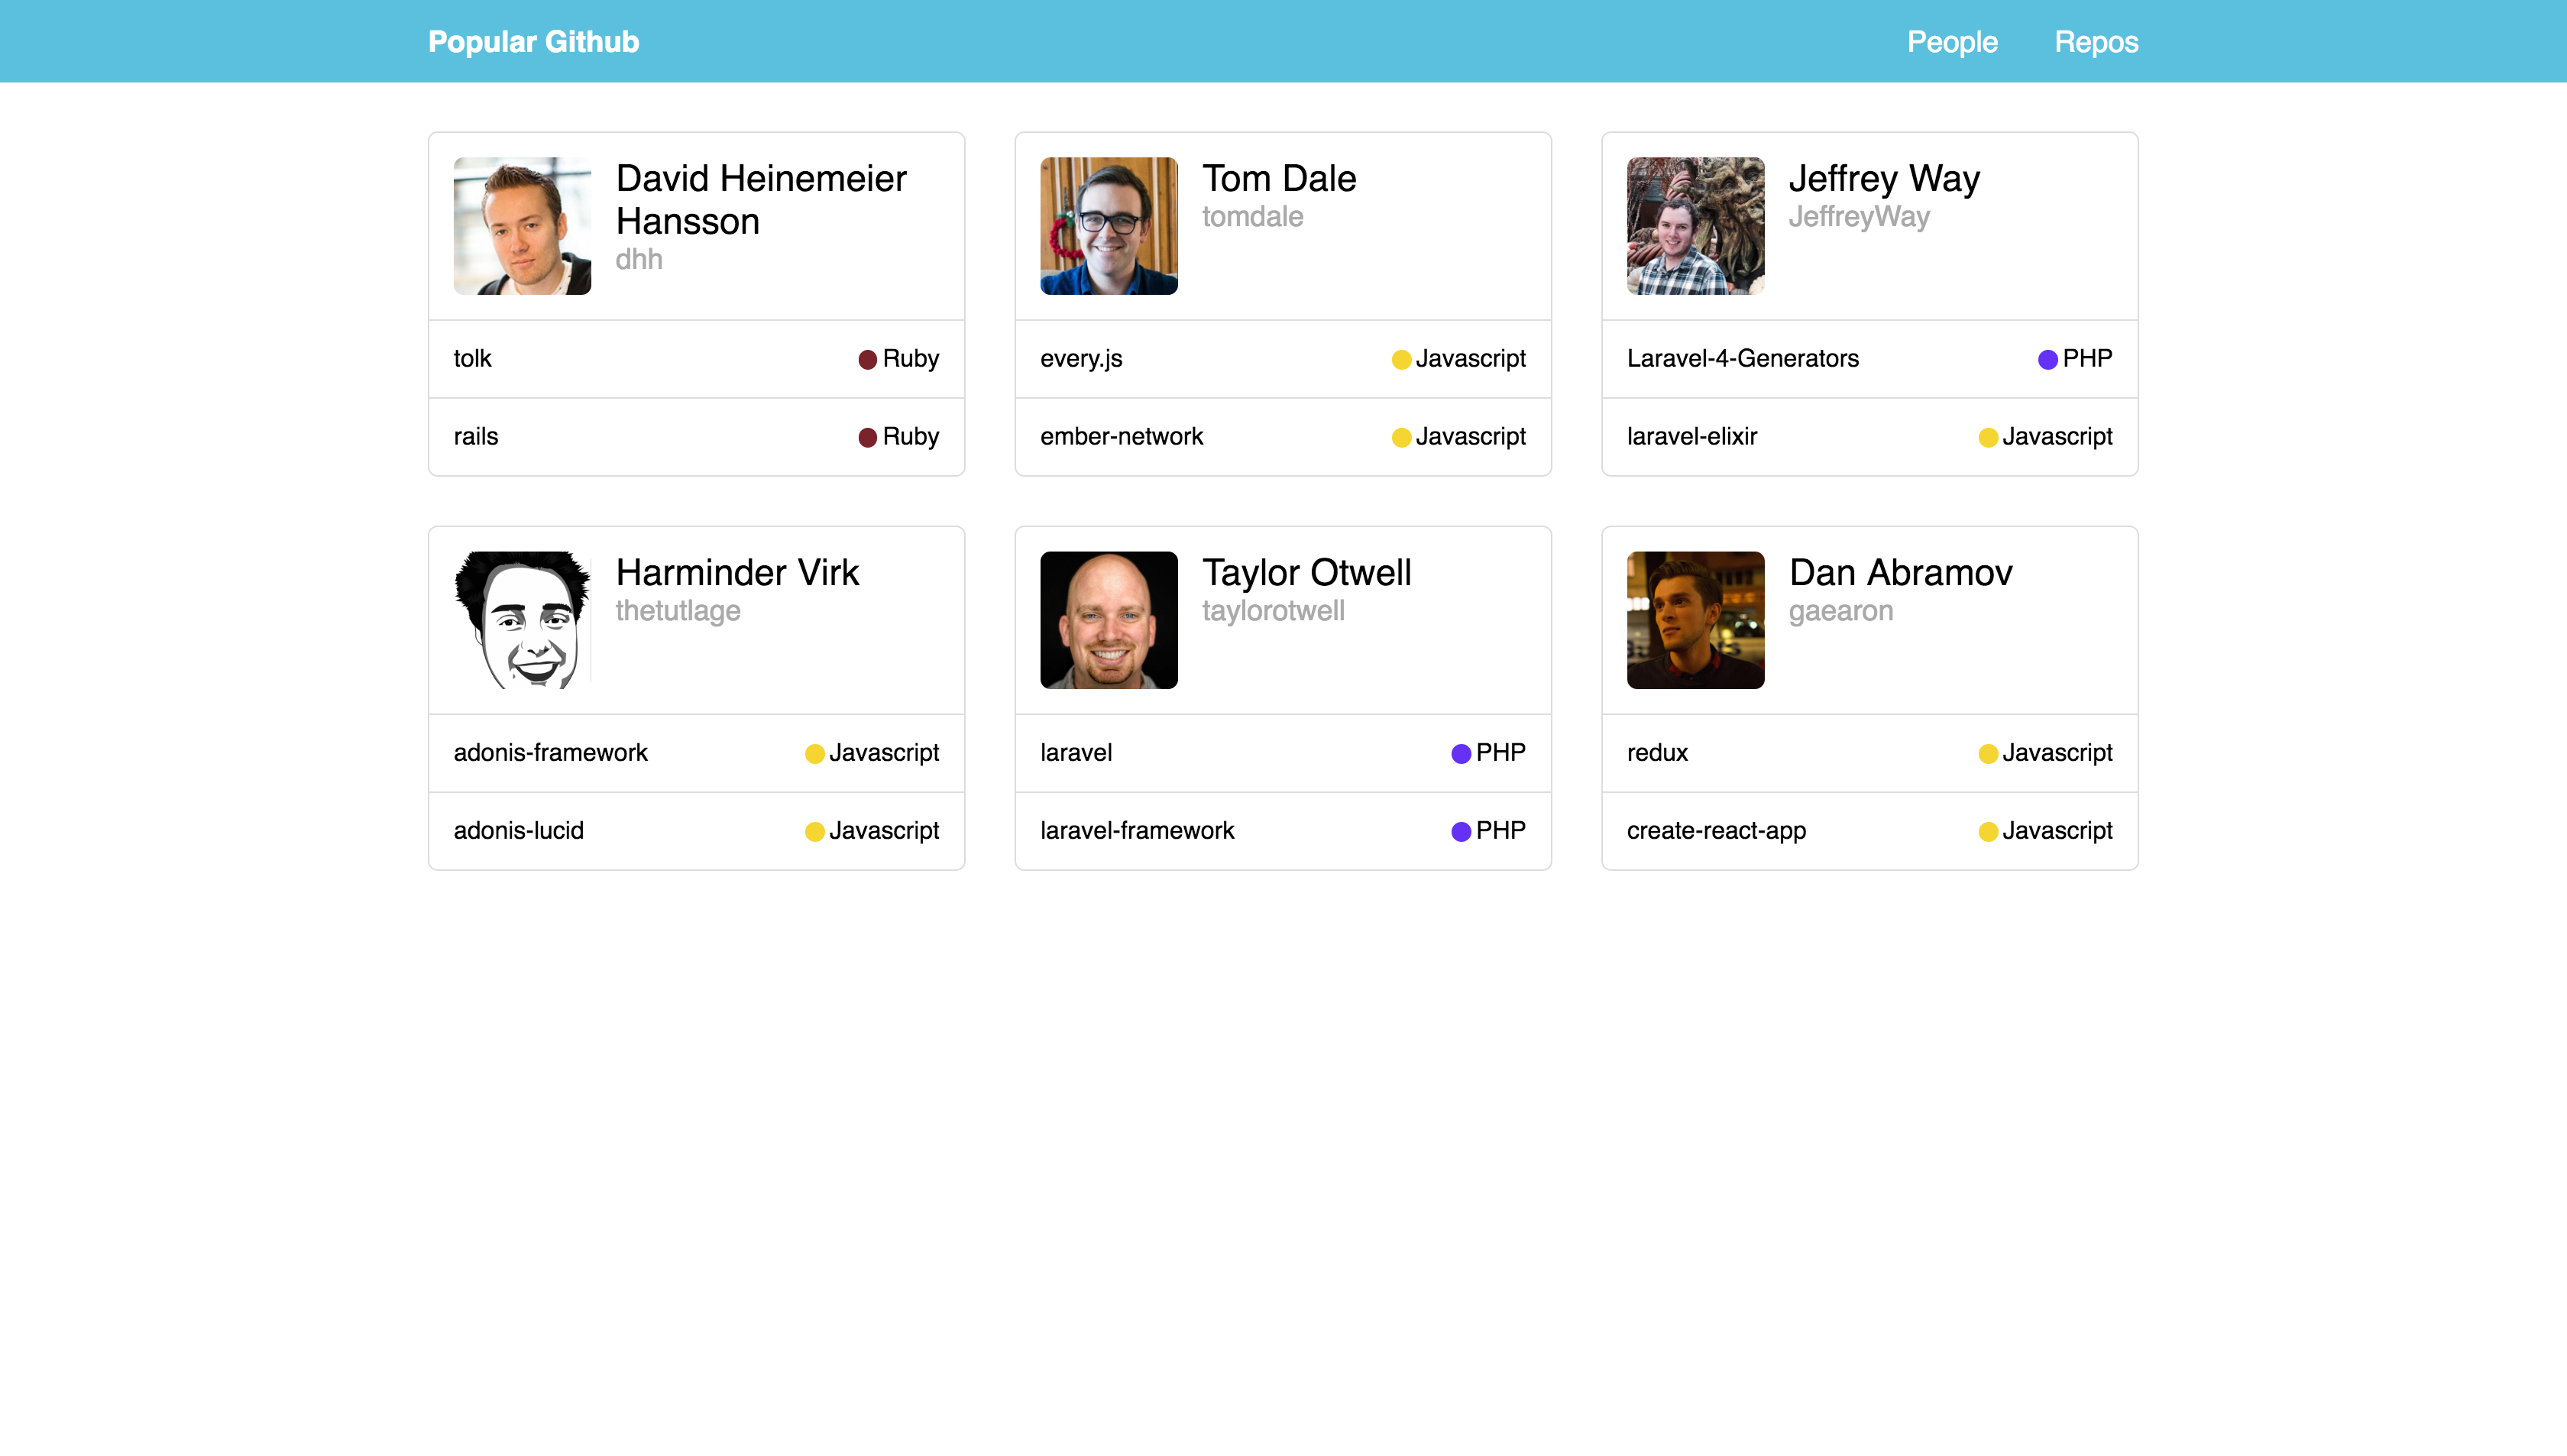 Popular Github
People
Repos
David Heinemeier
Hansson
dhh
tolk
Ruby
rails
Ruby
Tom Dale
tomdale
every.js
Javascript
ember-network
Javascript
Jeffrey Way
JeffreyWay
Laravel-4-Generators
PHP
laravel-elixir
Javascript
Harminder Virk
thetutlage
adonis-framework
Javascript
adonis-lucid
Javascript
Taylor Otwell
taylorotwell
laravel
PHP
laravel-framework
PHP
Dan Abramov
gaearon
redux
Javascript
create-react-app
Javascript